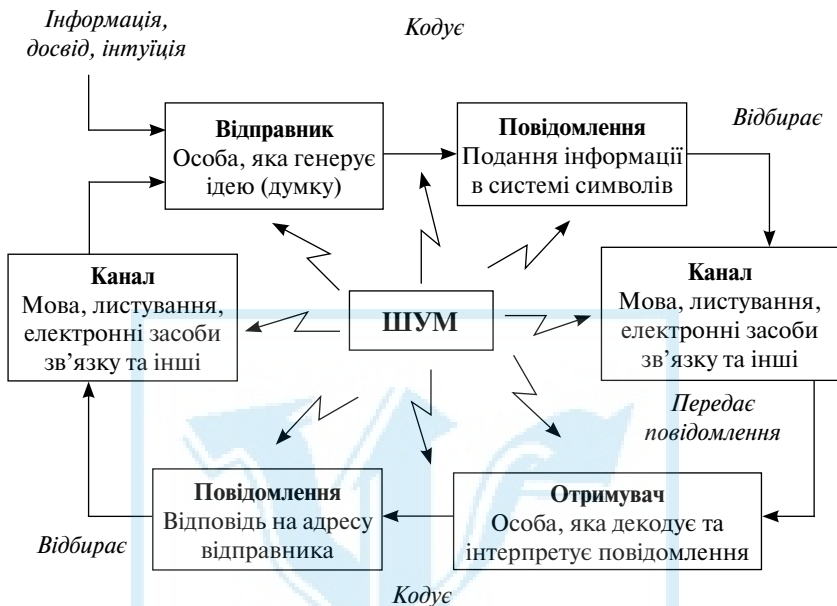 Інформація,
досвід, інтуїція
Кодує
Відправник
Особа, яка генерує
ідею (думку)
Повідомлення
Подання інформації
в системі символів
Відбирає
Канал
Мова, листування,
електронні засоби
зв’язку та інші
ШУМ
Канал
Мова, листування,
електронні засоби
зв’язку та інші
Передає
повідомлення
Повідомлення
Відповідь на адресу
відправника
Отримувач
Особа, яка декодує та
інтерпретує повідомлення
Відбирає
Кодує